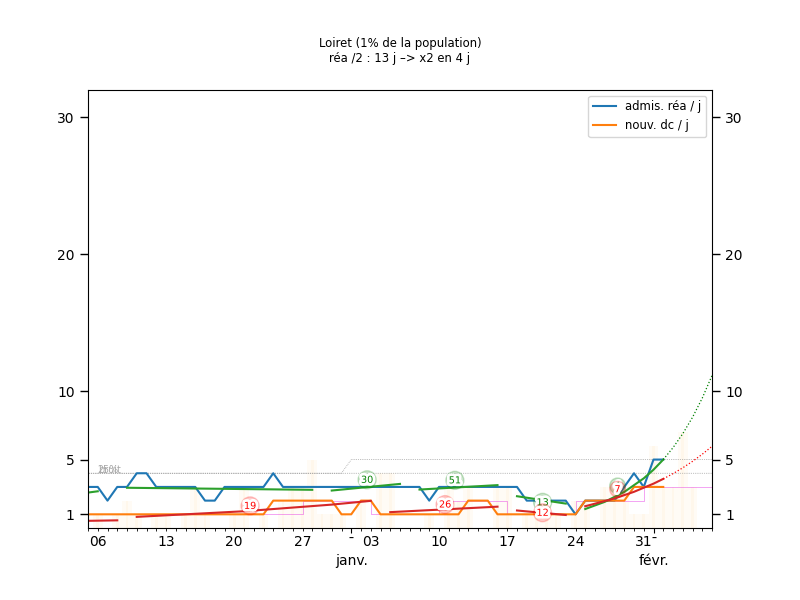 Loiret (1% de la population)
réa /2 : 13 j –> x2 en 4 j
admis. réa / j
nouv. dc / j
30 30
20 20
10 10
5 5
1 1
30 51 13 7
19 26 12
06 13 20 27 03 10 17 24 31
janv. févr.